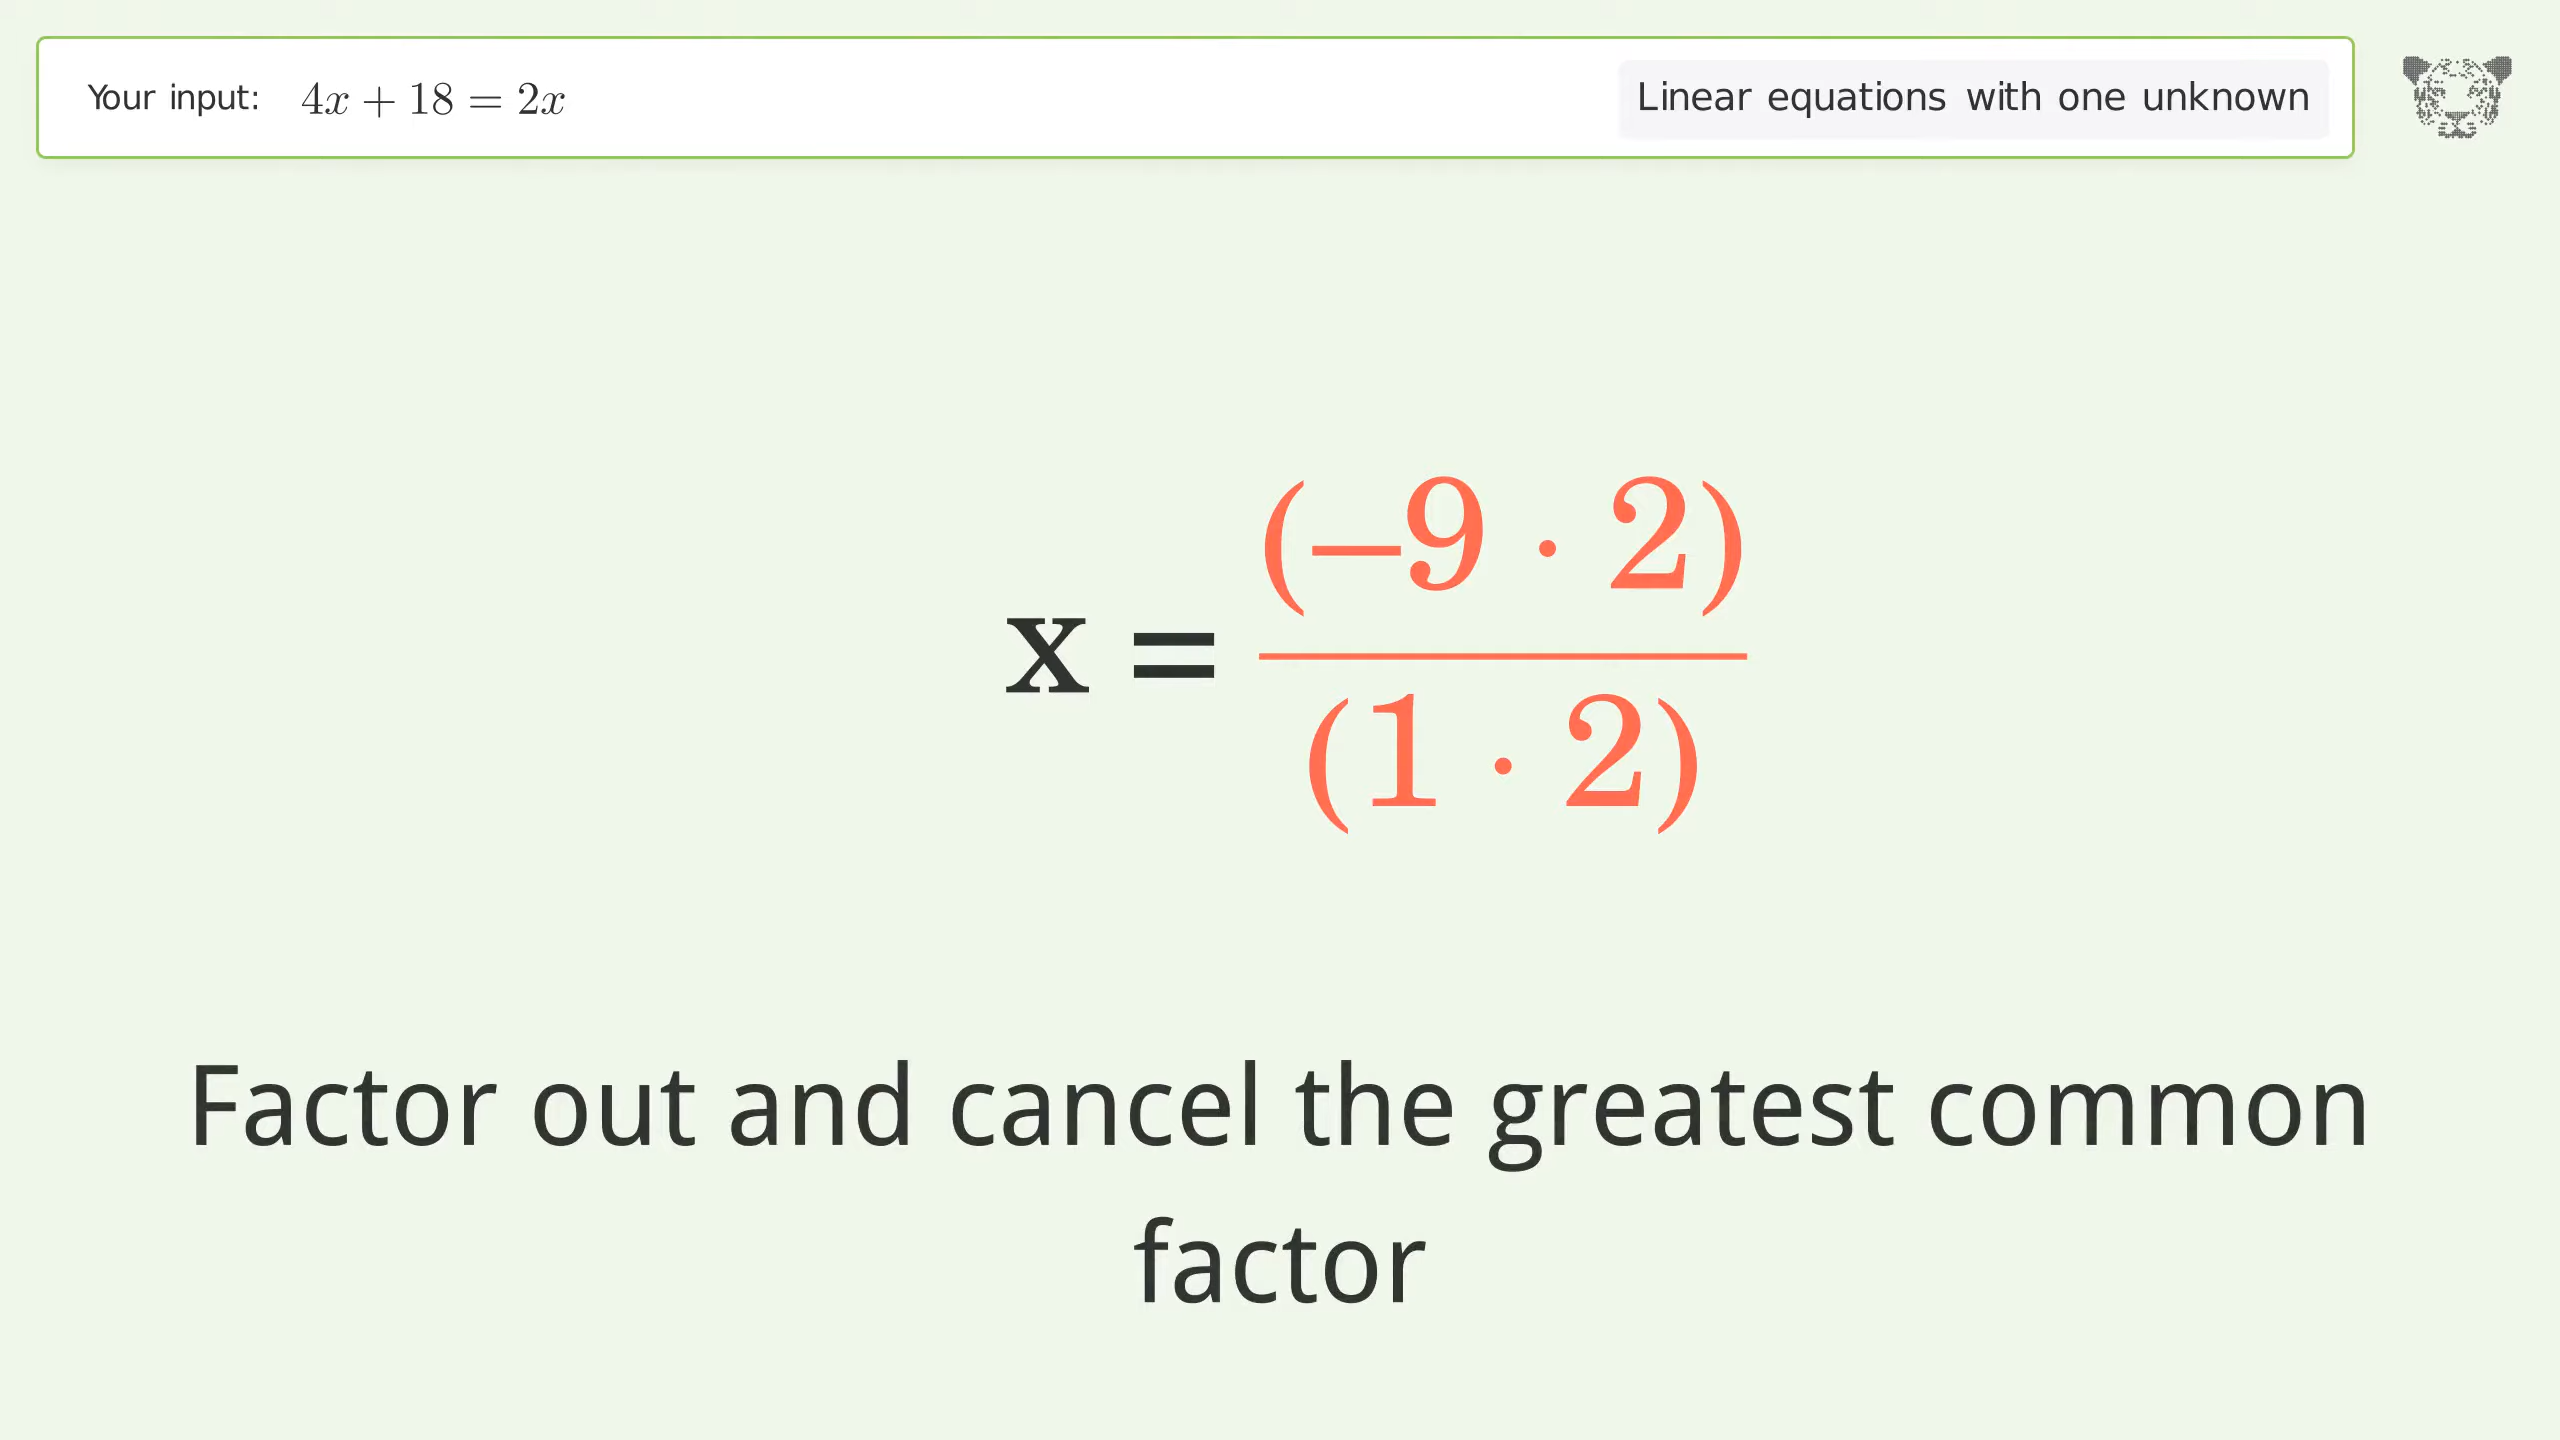 Your input: 4x + 18 = 2x
Linear equations with one unknown
x = (–9 · 2) / (1 · 2)
Factor out and cancel the greatest common
factor